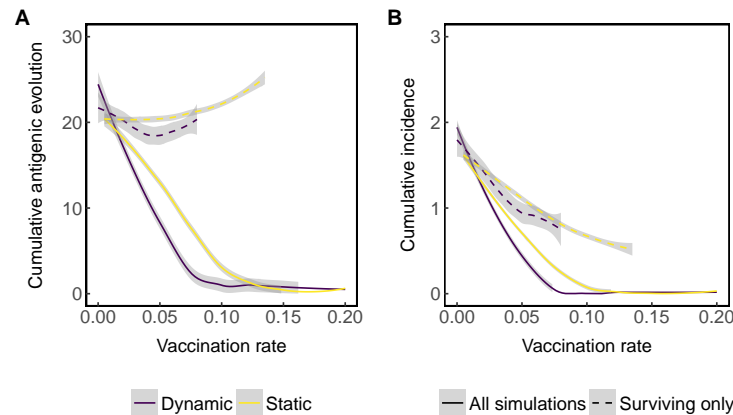 A
B
Cumulative antigenic evolution
30
20
10
0
0.00 0.05 0.10 0.15 0.20
Vaccination rate
Cumulative incidence
3
2
1
0
0.00 0.05 0.10 0.15 0.20
Vaccination rate
Dynamic Static
All simulations Surviving only